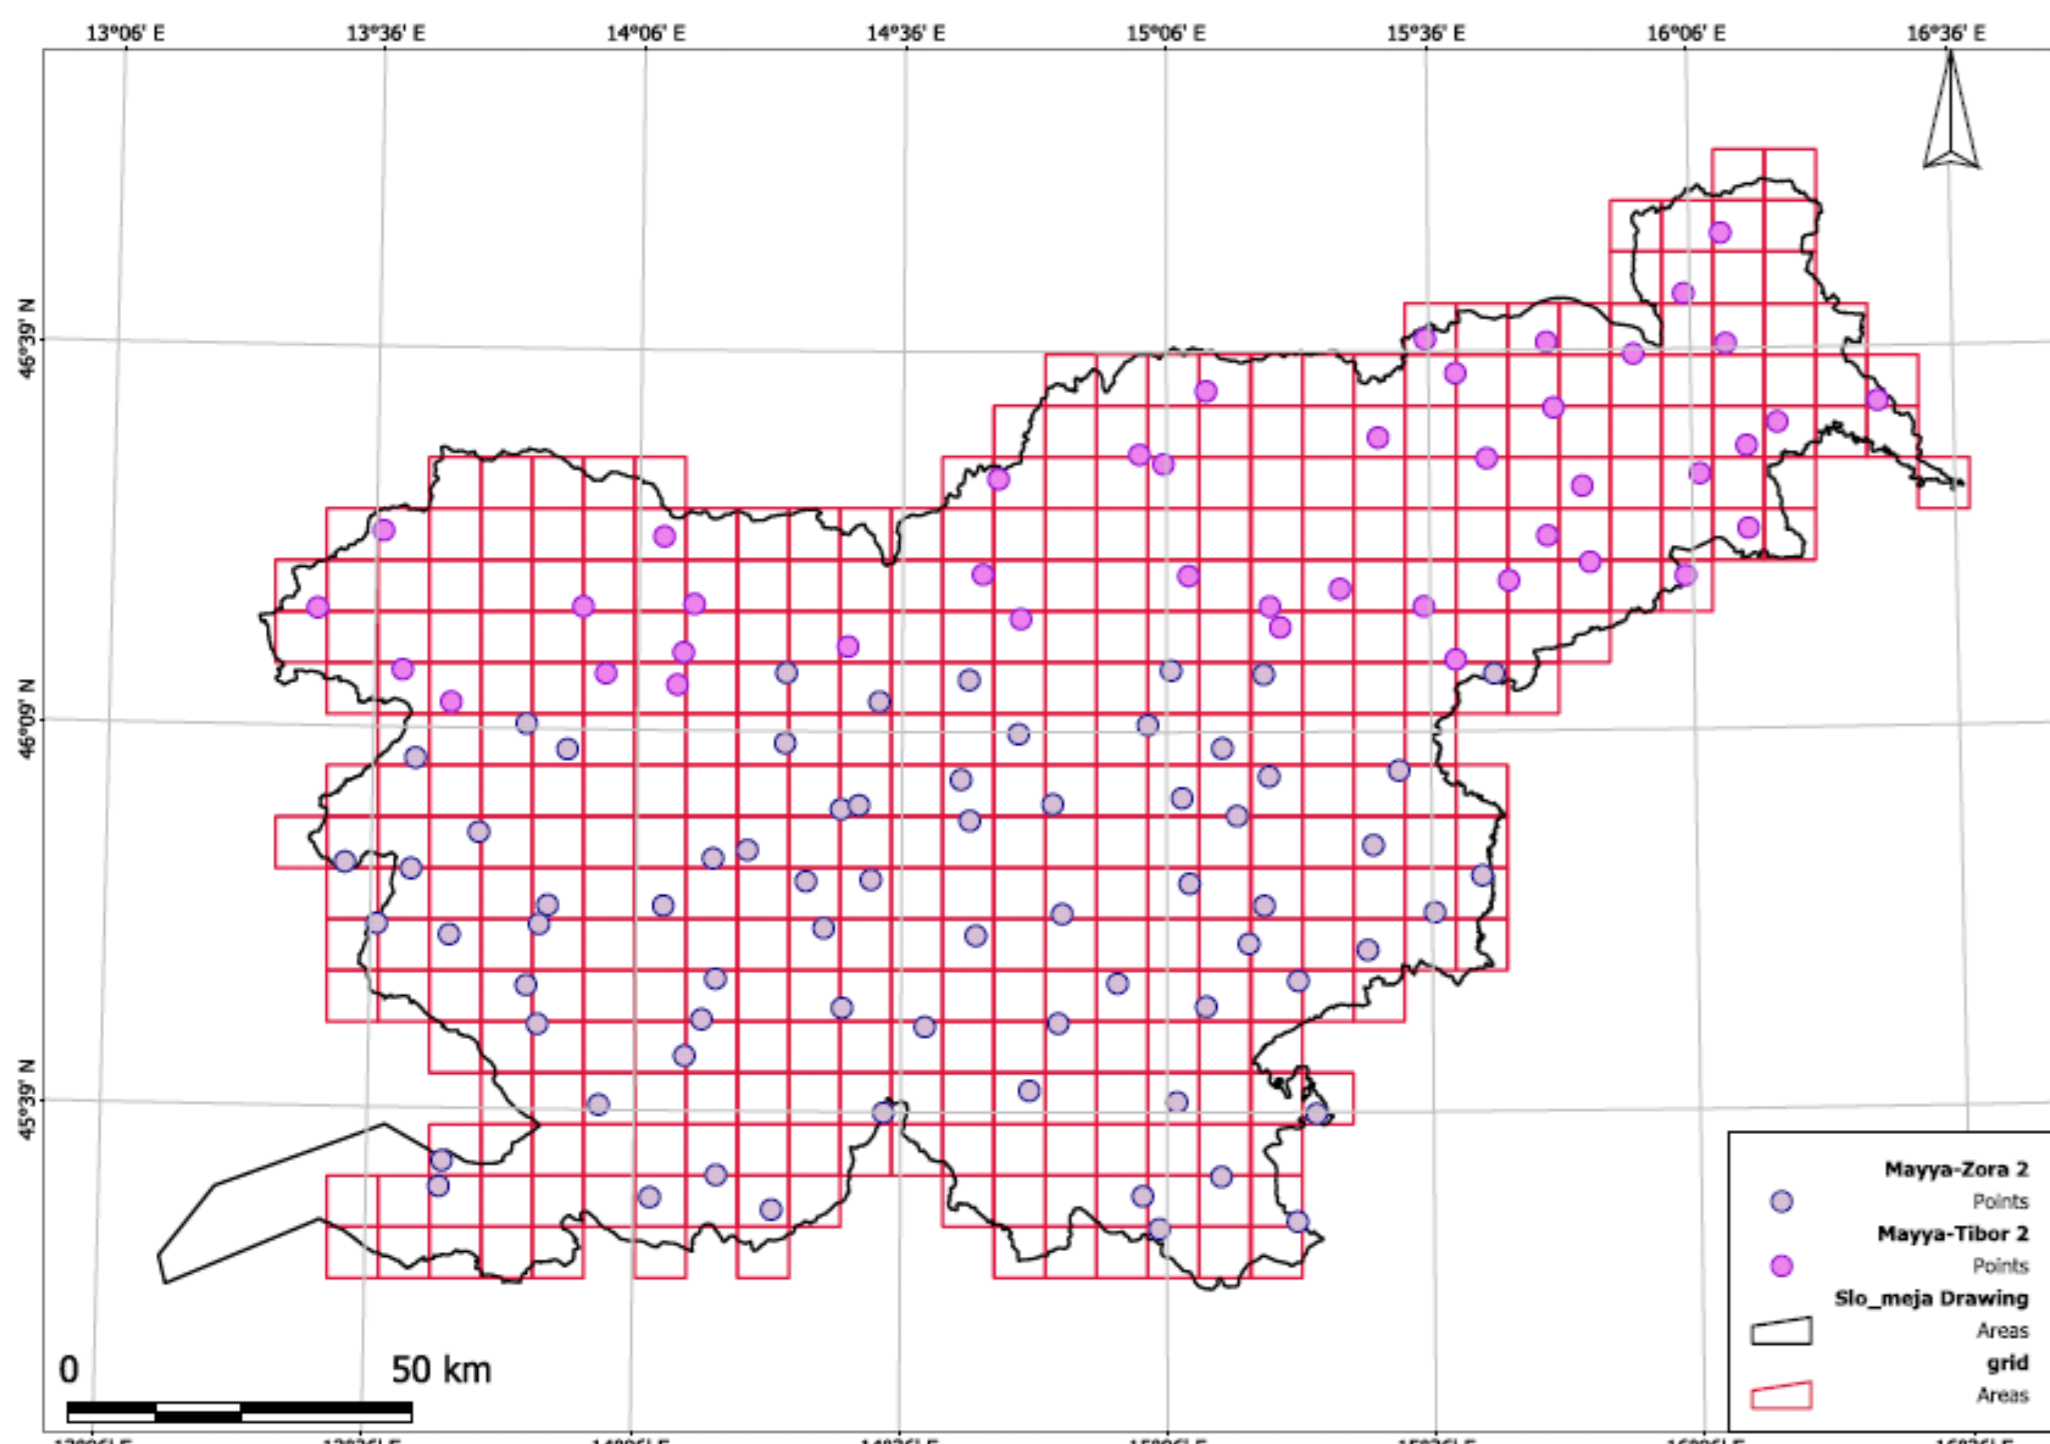 13°06' E 13°36' E 14°06' E 14°36' E 15°06' E 15°36' E 16°06' E 16°36' E
46°39' N
46°09' N
45°39' N
Mayya-Zora 2
Points
Mayya-Tibor 2
Points
Slo_meja Drawing
Areas
grid
Areas
0 50 km